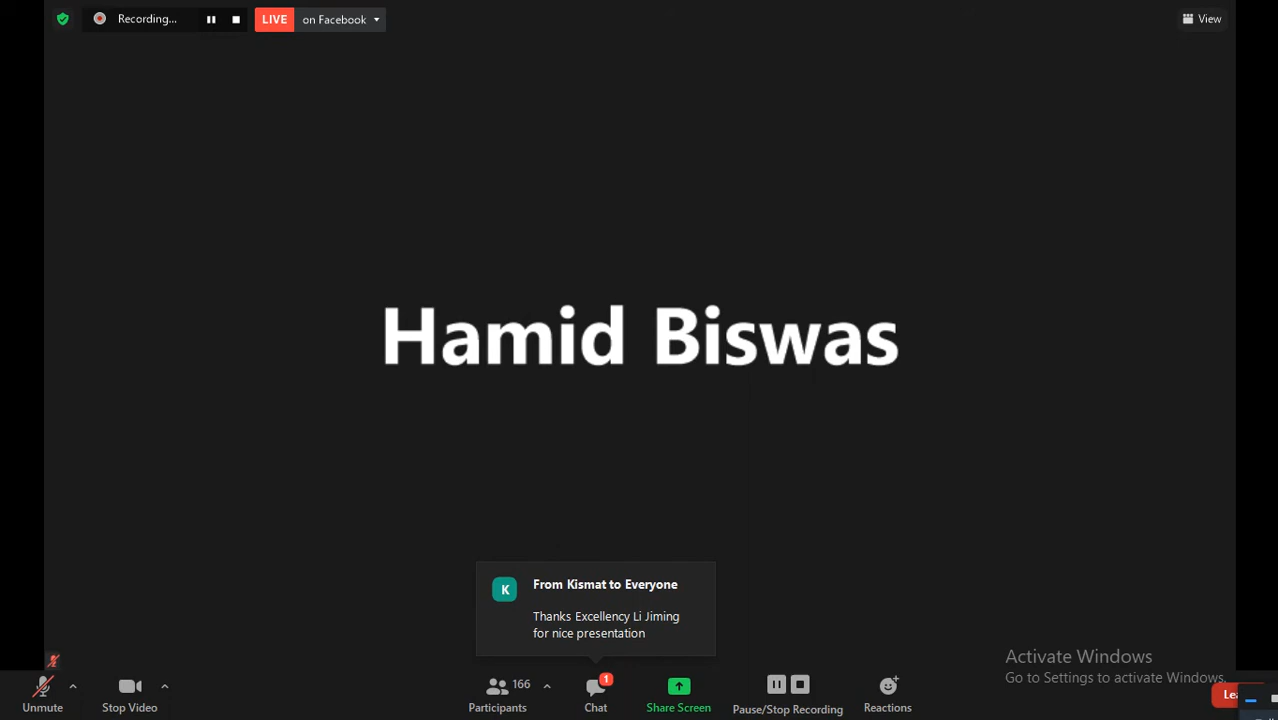 Recording...
LIVE on Facebook
View
Hamid Biswas
K
From Kismat to Everyone
Thanks Excellency Li Jiming
for nice presentation
Activate Windows
Go to Settings to activate Windows.
166
1
Unmute
Stop Video
Participants
Chat
Share Screen
Pause/Stop Recording
Reactions